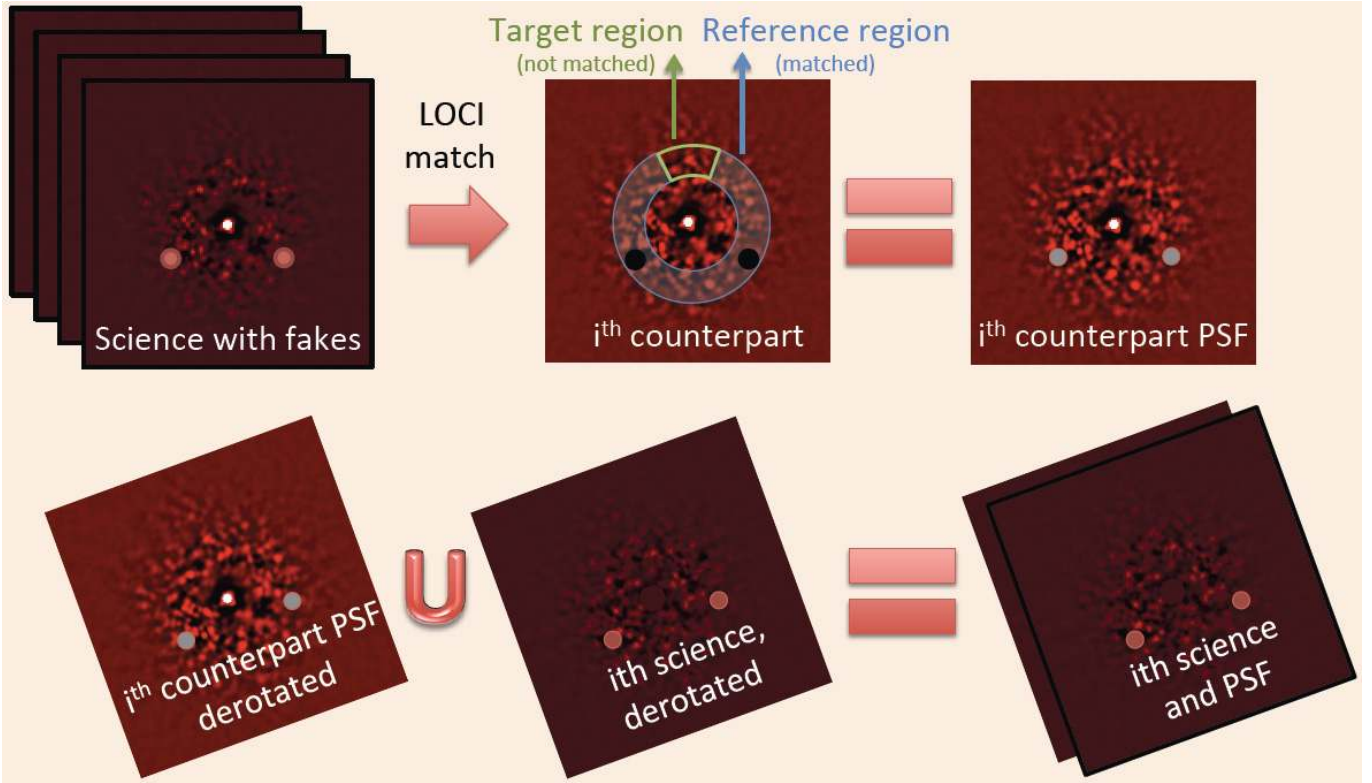 Target region
(not matched)
Reference region
(matched)
LOCI
match
Science with fakes
iᵗʰ counterpart
iᵗʰ counterpart PSF
iᵗʰ counterpart PSF
derotated
U
ith science,
derotated
ith science
and PSF